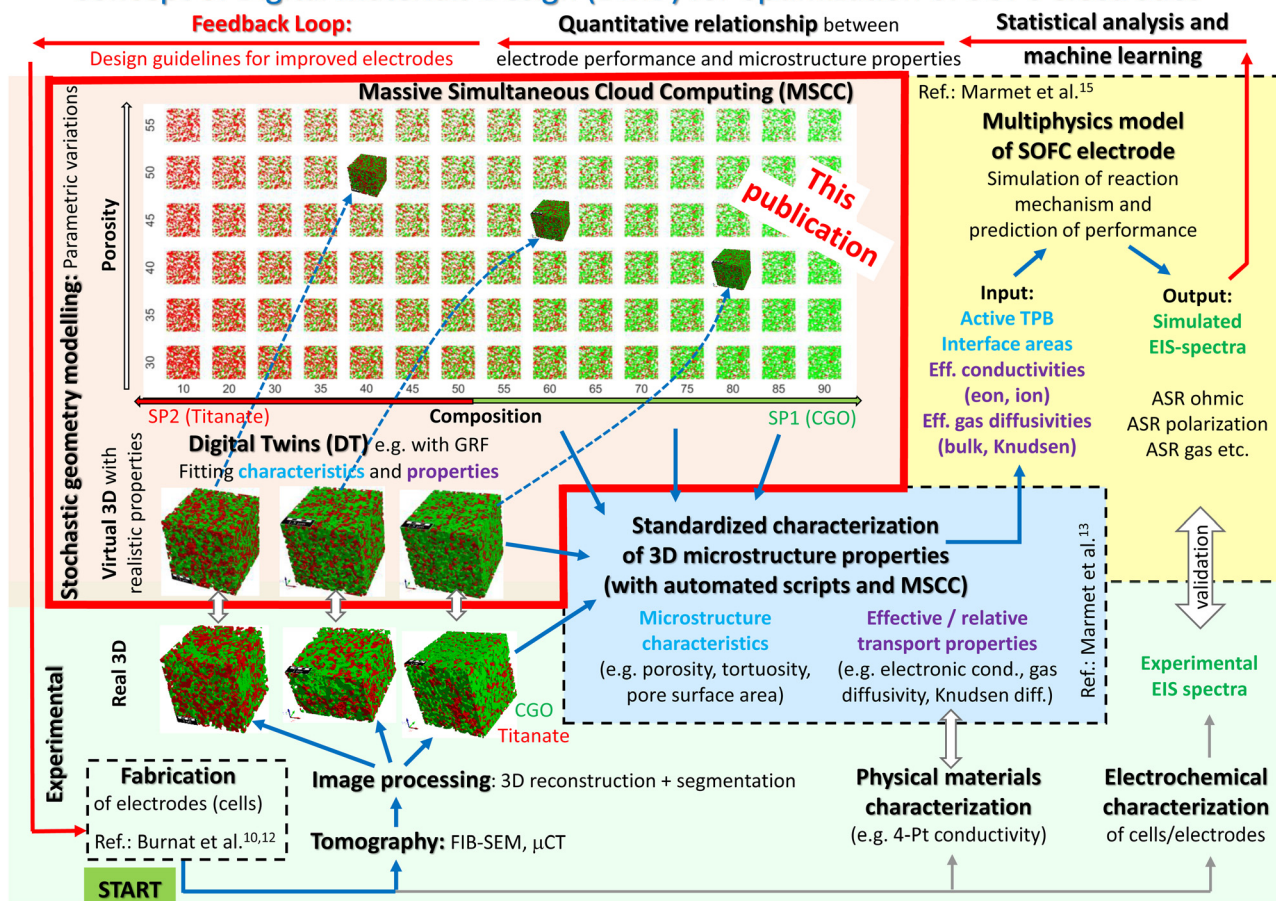 Feedback Loop:
Design guidelines for improved electrodes
Quantitative relationship between
electrode performance and microstructure properties
Statistical analysis and
machine learning
Stochastic geometry modelling: Parametric variations
Massive Simultaneous Cloud Computing (MSCC)
Porosity
55
50
45
40
35
30
10 20 30 35 40 45 50 55 60 65 70 75 80 85 90
SP2 (Titanate) Composition SP1 (CGO)
This
publication
Digital Twins (DT) e.g. with GRF
Fitting characteristics and properties
Virtual 3D with
realistic properties
Ref.: Marmet et al.15
Multiphysics model
of SOFC electrode
Simulation of reaction
mechanism and
prediction of performance
Input:
Active TPB
Interface areas
Eff. conductivities
(eon, ion)
Eff. gas diffusivities
(bulk, Knudsen)
Output:
Simulated
EIS-spectra
ASR ohmic
ASR polarization
ASR gas etc.
Standardized characterization
of 3D microstructure properties
(with automated scripts and MSCC)
Microstructure
characteristics
(e.g. porosity, tortuosity,
pore surface area)
Effective / relative
transport properties
(e.g. electronic cond., gas
diffusivity, Knudsen diff.)
Ref.: Marmet et al.13
validation
Experimental
EIS spectra
Experimental
Real 3D
CGO
Titanate
Fabrication
of electrodes (cells)
Ref.: Burnat et al.10,12
START
Image processing: 3D reconstruction + segmentation
Tomography: FIB-SEM, μCT
Physical materials
characterization
(e.g. 4-Pt conductivity)
Electrochemical
characterization
of cells/electrodes